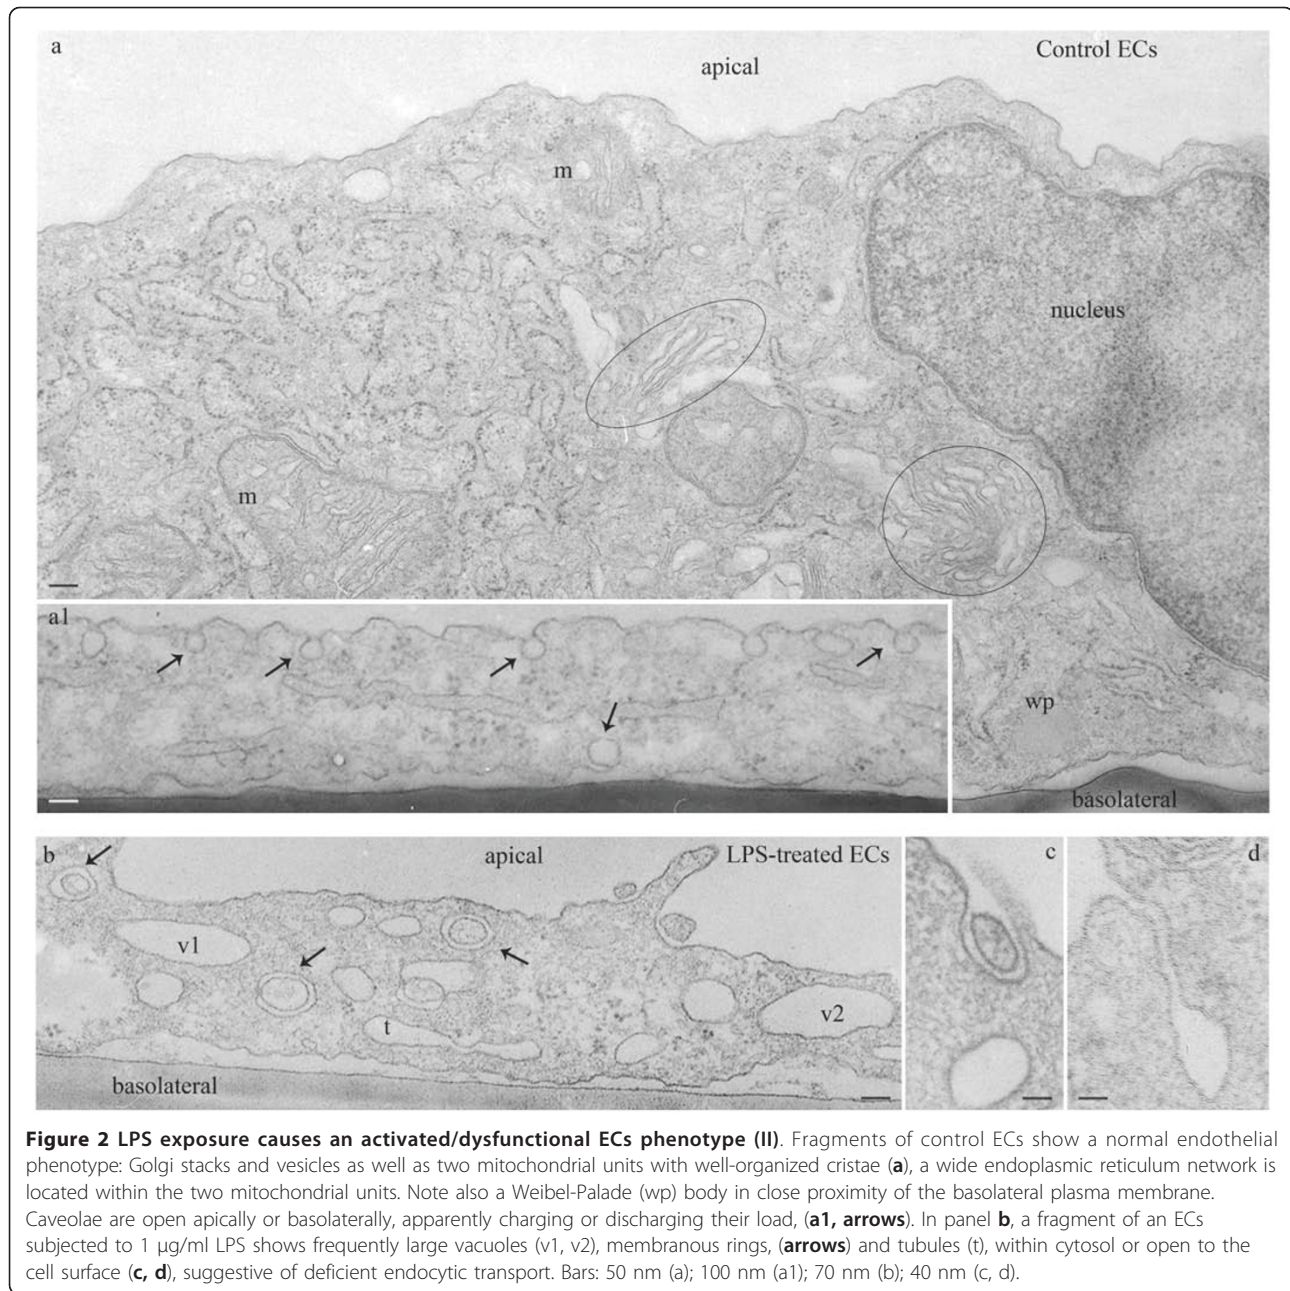 a
Control ECs
apical
m
nucleus
m
a1
wp
basolateral
b
apical
LPS-treated ECs
c
d
v1
v2
t
basolateral
Figure 2 LPS exposure causes an activated/dysfunctional ECs phenotype (II). Fragments of control ECs show a normal endothelial
phenotype: Golgi stacks and vesicles as well as two mitochondrial units with well-organized cristae (a), a wide endoplasmic reticulum network is
located within the two mitochondrial units. Note also a Weibel-Palade (wp) body in close proximity of the basolateral plasma membrane.
Caveolae are open apically or basolaterally, apparently charging or discharging their load, (a1, arrows). In panel b, a fragment of an ECs
subjected to 1 μg/ml LPS shows frequently large vacuoles (v1, v2), membranous rings, (arrows) and tubules (t), within cytosol or open to the
cell surface (c, d), suggestive of deficient endocytic transport. Bars: 50 nm (a); 100 nm (a1); 70 nm (b); 40 nm (c, d).